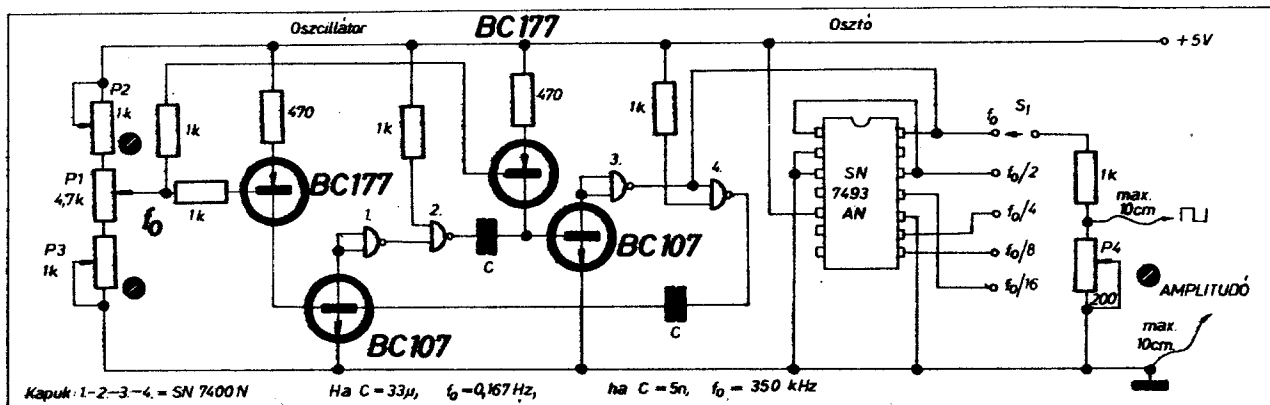 Oszcillátor
BC177
Osztó
+5V
P2
1k
1k
470
1k
470
1k
3.
4.
f₀
S₁
P1
4,7k
f₀
1k
BC177
1.
2.
C
BC107
SN
7493
AN
f₀/2
1k
max.
10cm
f₀/4
P3
1k
f₀/8
P4
200
f₀/16
AMPLITUDÓ
C
BC107
max.
10cm
Kapuk: 1.-2.-3.-4. = SN 7400 N
Ha C = 33µ, f₀ = 0,167 Hz,
ha C = 5n, f₀ = 350 kHz